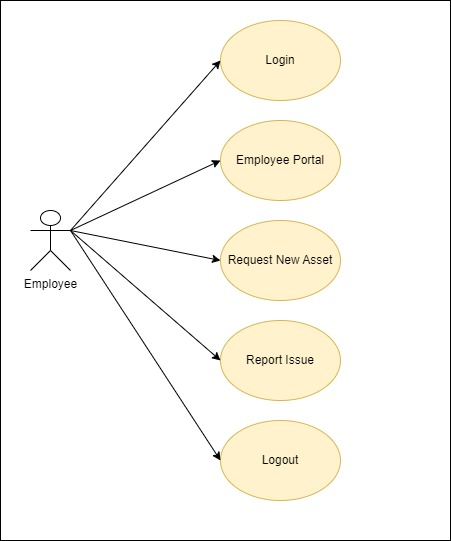 Login
Employee Portal
Request New Asset
Employee
Report Issue
Logout